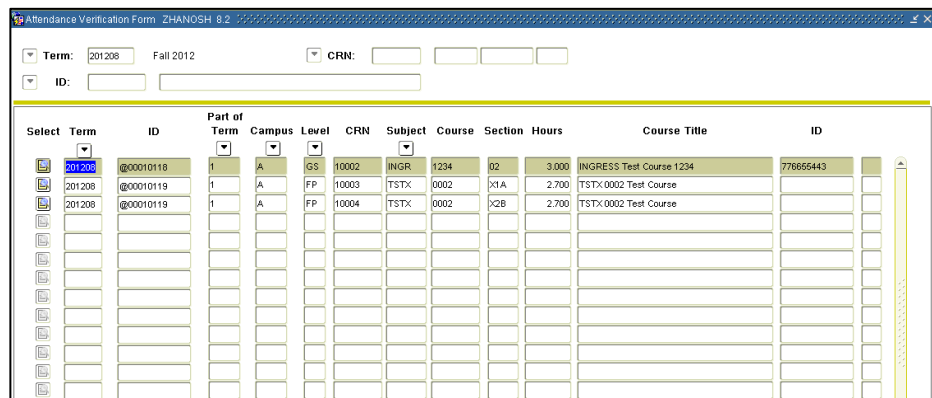 Attendance Verification Form ZHANOSH 8.2
Term: 201208 Fall 2012 CRN:
ID:
Part of
Select Term ID Term Campus Level CRN Subject Course Section Hours Course Title ID
201208 @00010118 1 A GS 10002 INGR 1234 02 3.000 INGRESS Test Course 1234 776655443
201208 @00010119 1 A FP 10003 TSTX 0002 X1A 2.700 TSTX 0002 Test Course
201208 @00010119 1 A FP 10004 TSTX 0002 X2B 2.700 TSTX 0002 Test Course